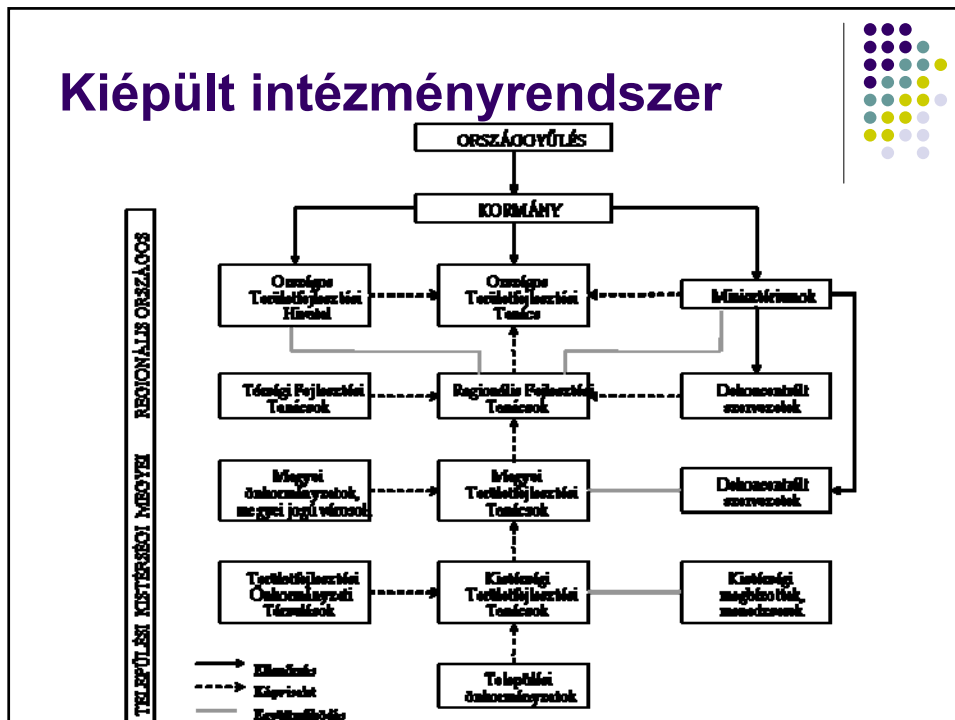 Kiépült intézményrendszer
ORSZÁGGYŰLÉS
KORMÁNY
Országos
Területfejlesztési
Hivatal
Országos
Területfejlesztési
Tanács
Minisztériumok
Térségi Fejlesztési
Tanácsok
Regionális Fejlesztési
Tanácsok
Dekoncentrált
szervezetek
Megyei
önkormányzatok,
megyei jogú városok
Megyei
Területfejlesztési
Tanácsok
Dekoncentrált
szervezetek
Területfejlesztési
Önkormányzati
Társulások
Kistérségi
Területfejlesztési
Tanácsok
Kistérségi
megbízottak,
menedzserek
Települési
önkormányzatok
Ellenőrzés
Képviselet
Együttműködés
TELEPÜLÉSI KISTÉRSÉGI MEGYEI REGIONÁLIS ORSZÁGOS